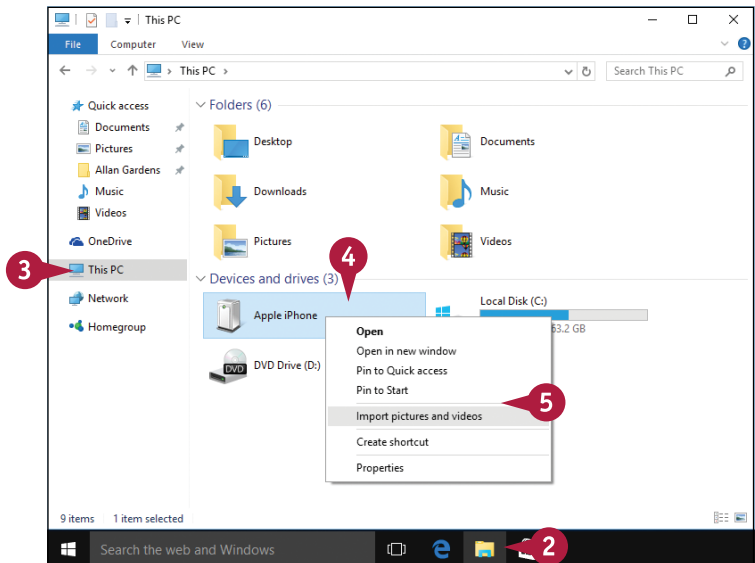 This PC
File Computer View
This PC
Search This PC
Quick access
Documents
Pictures
Allan Gardens
Music
Videos
OneDrive
3
This PC
Network
Homegroup
Folders (6)
Desktop
Documents
Downloads
Music
Pictures
Videos
4
Devices and drives (3)
Apple iPhone
Local Disk (C:)
63.2 GB
DVD
DVD Drive (D:)
Open
Open in new window
Pin to Quick access
Pin to Start
5
Import pictures and videos
Create shortcut
Properties
9 items 1 item selected
Search the web and Windows
2